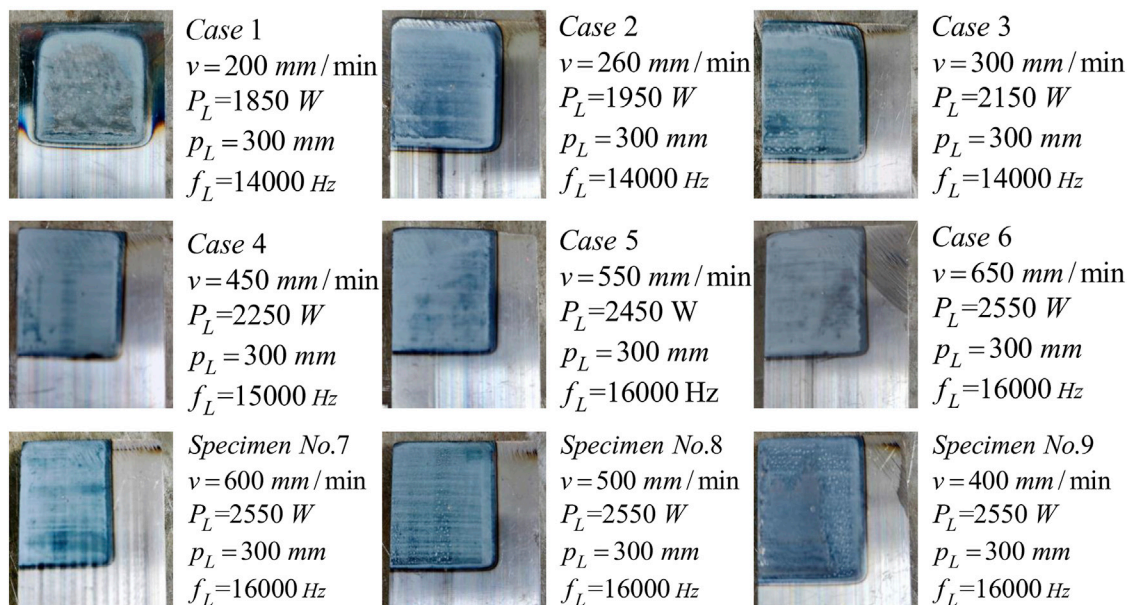 Case 1
v=200 mm/min
P_L=1850 W
p_L=300 mm
f_L=14000 Hz
Case 2
v=260 mm/min
P_L=1950 W
p_L=300 mm
f_L=14000 Hz
Case 3
v=300 mm/min
P_L=2150 W
p_L=300 mm
f_L=14000 Hz
Case 4
v=450 mm/min
P_L=2250 W
p_L=300 mm
f_L=15000 Hz
Case 5
v=550 mm/min
P_L=2450 W
p_L=300 mm
f_L=16000 Hz
Case 6
v=650 mm/min
P_L=2550 W
p_L=300 mm
f_L=16000 Hz
Specimen No.7
v=600 mm/min
P_L=2550 W
p_L=300 mm
f_L=16000 Hz
Specimen No.8
v=500 mm/min
P_L=2550 W
p_L=300 mm
f_L=16000 Hz
Specimen No.9
v=400 mm/min
P_L=2550 W
p_L=300 mm
f_L=16000 Hz